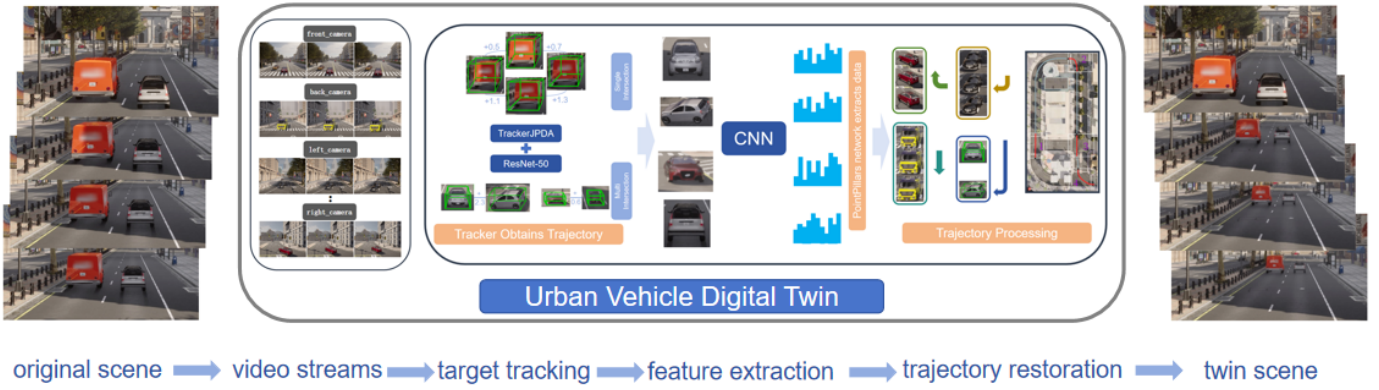 front_camera
back_camera
left_camera
right_camera
+0.5
+0.7
+1.1
+1.3
TrackerJPDA
ResNet-50
Single
Intersection
Multi
Intersection
Tracker Obtains Trajectory
CNN
PointPillars network extracts data
Trajectory Processing
Urban Vehicle Digital Twin
original scene
video streams
target tracking
feature extraction
trajectory restoration
twin scene